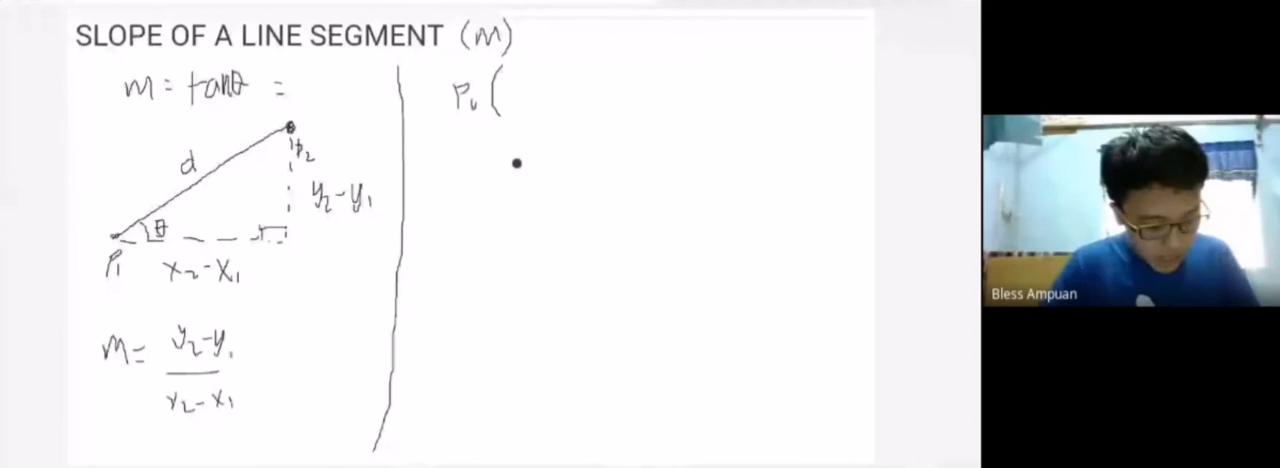 SLOPE OF A LINE SEGMENT (m)
m = tanθ =
d
P2
y2-y1
θ
P1
x2-x1
m = y2-y1
x2-x1
P1 (
Bless Ampuan